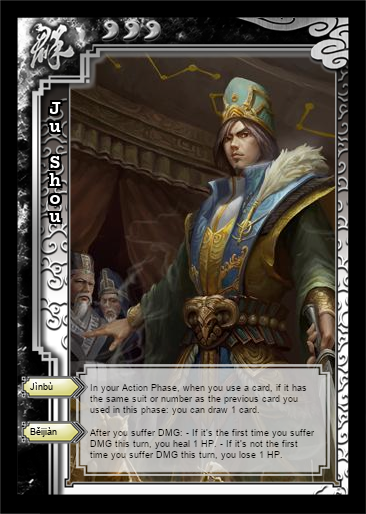 群
Ju Shou
Jìnbù
In your Action Phase, when you use a card, if it has
the same suit or number as the previous card you
used in this phase: you can draw 1 card.
Bēijiàn
After you suffer DMG: - If it's the first time you suffer
DMG this turn, you heal 1 HP. - If it's not the first
time you suffer DMG this turn, you lose 1 HP.